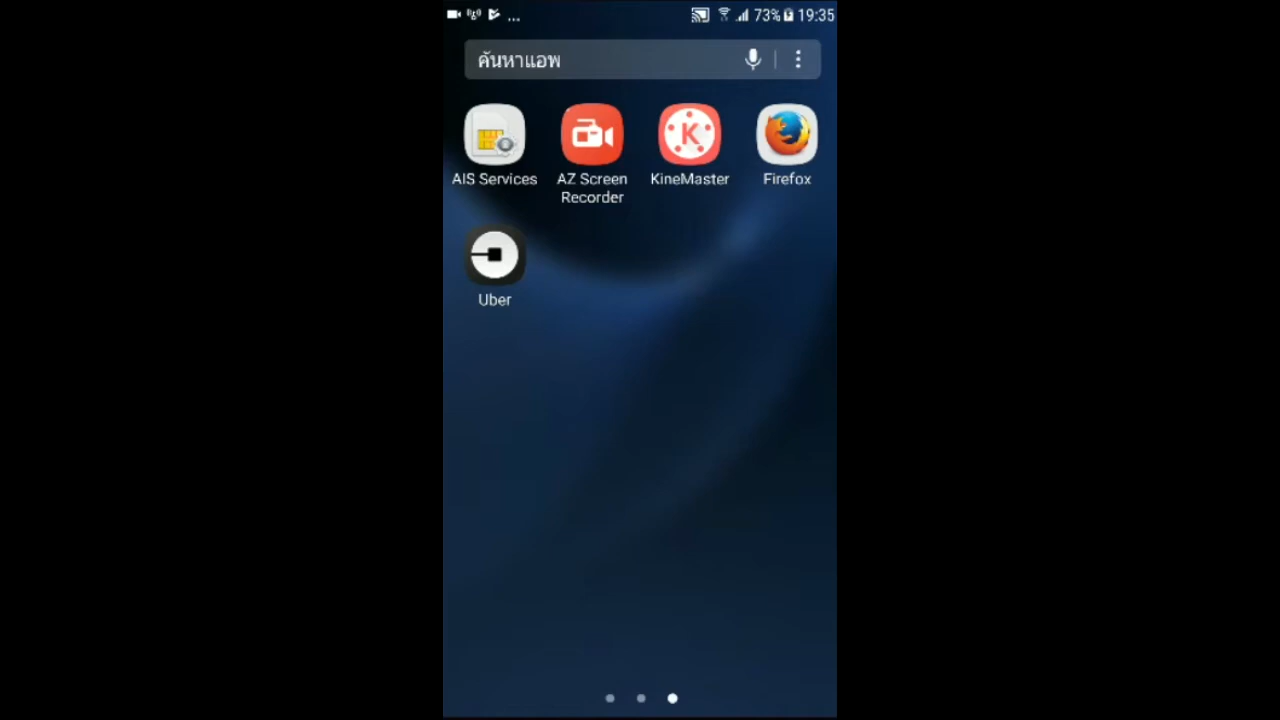 ... 73% 19:35
ค้นหาแอพ
AIS Services
AZ Screen
Recorder
KineMaster
Firefox
Uber